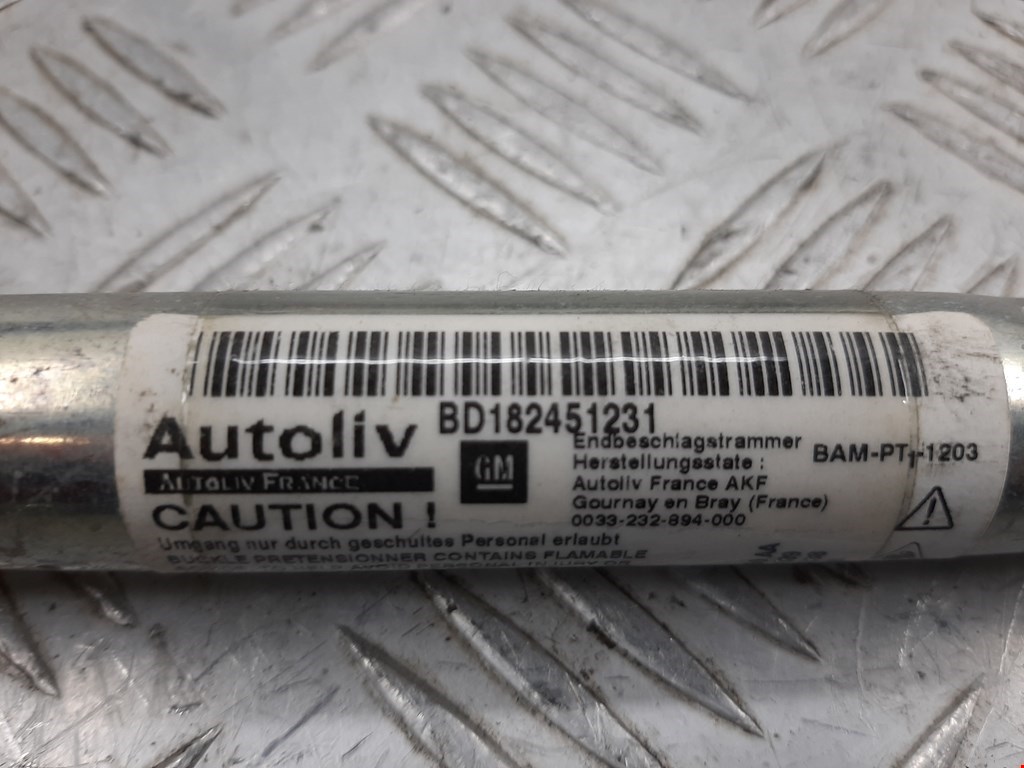 BD182451231
Autoliv
AUTOLIV FRANCE
CAUTION !
GM
Endbeschlagstrammer
Herstellungsstate :
Autoliv France AKF
Gournay en Bray (France)
0033-232-894-000
BAM-PT1-1203
Umgang nur durch geschultes Personal erlaubt
BUCKLE PRETENSIONNER CONTAINS FLAMABLE